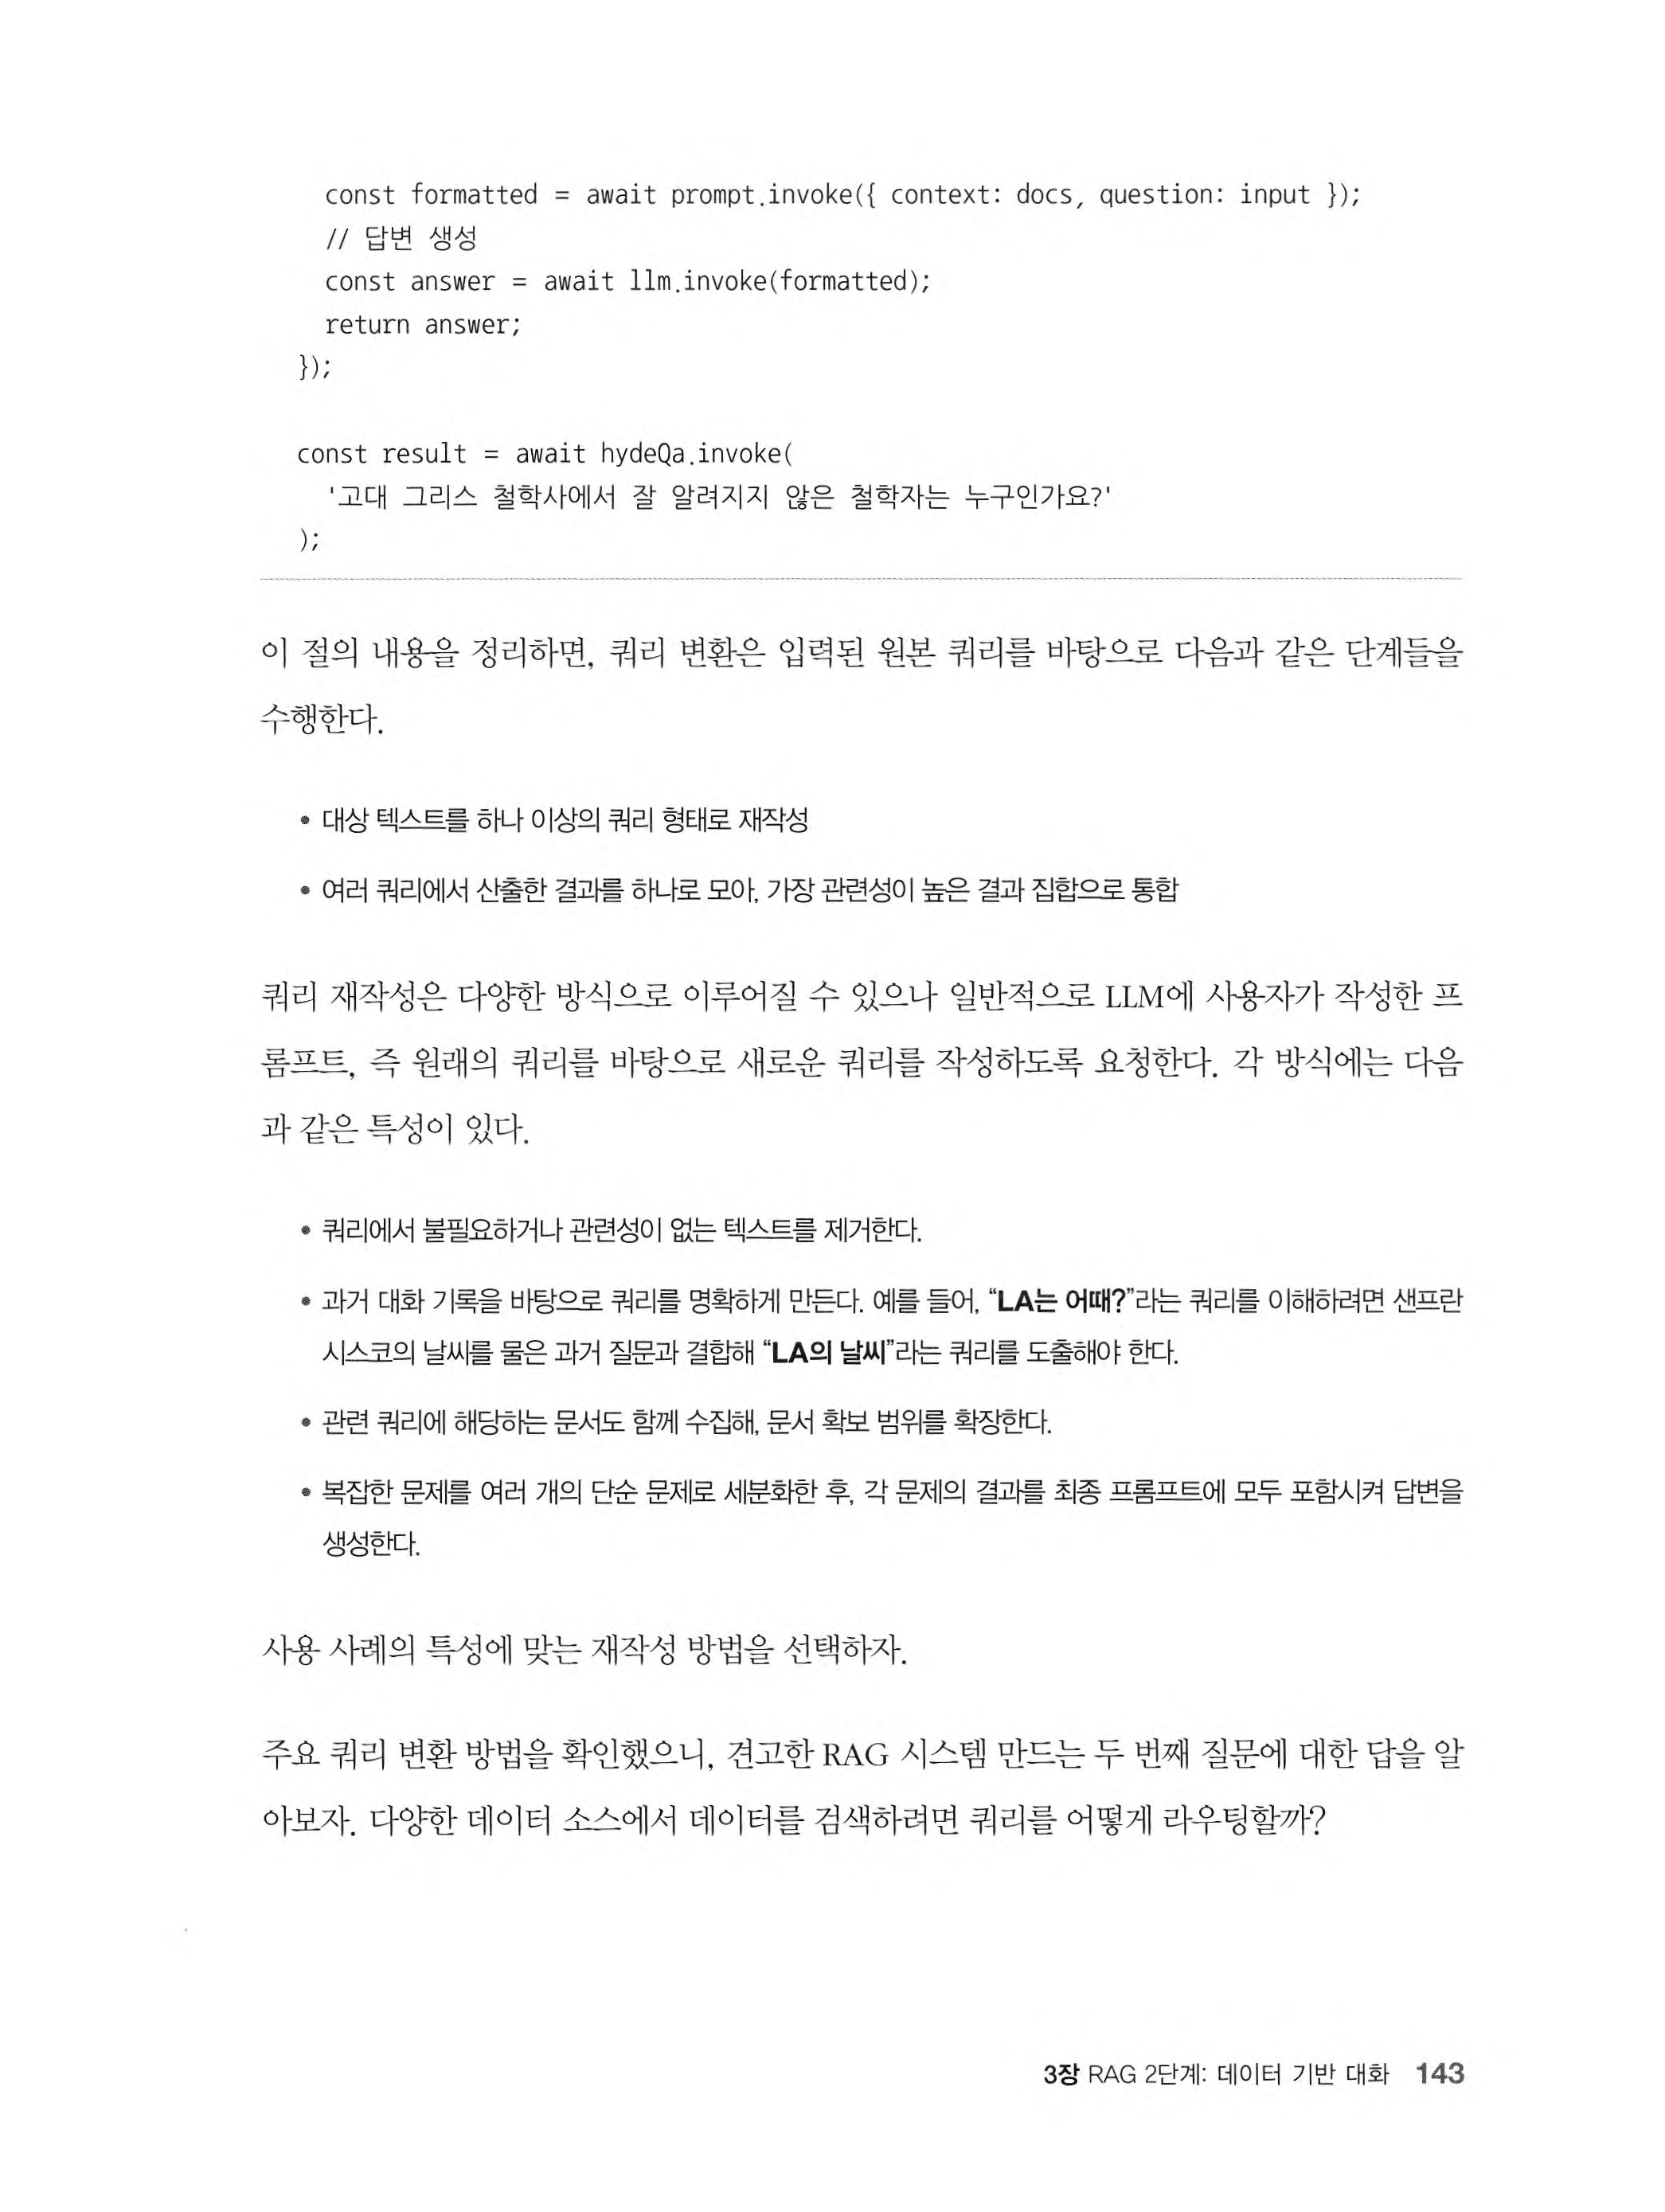 const formatted = await prompt.invoke({ context: docs, question: input });
// 답변 생성
const answer = await llm.invoke(formatted);
return answer;
});
const result = await hydeQa.invoke(
'고대 그리스 철학사에서 잘 알려지지 않은 철학자는 누구인가요?'
);
이 절의 내용을 정리하면, 쿼리 변환은 입력된 원본 쿼리를 바탕으로 다음과 같은 단계들을
수행한다.
• 대상 텍스트를 하나 이상의 쿼리 형태로 재작성
• 여러 쿼리에서 산출한 결과를 하나로 모아, 가장 관련성이 높은 결과 집합으로 통합
쿼리 재작성은 다양한 방식으로 이루어질 수 있으나 일반적으로 LLM에 사용자가 작성한 프
롬프트, 즉 원래의 쿼리를 바탕으로 새로운 쿼리를 작성하도록 요청한다. 각 방식에는 다음
과 같은 특성이 있다.
• 쿼리에서 불필요하거나 관련성이 없는 텍스트를 제거한다.
• 과거 대화 기록을 바탕으로 쿼리를 명확하게 만든다. 예를 들어, “LA는 어때?”라는 쿼리를 이해하려면 샌프란
시스코의 날씨를 물은 과거 질문과 결합해 “LA의 날씨”라는 쿼리를 도출해야 한다.
• 관련 쿼리에 해당하는 문서도 함께 수집해, 문서 확보 범위를 확장한다.
• 복잡한 문제를 여러 개의 단순 문제로 세분화한 후, 각 문제의 결과를 최종 프롬프트에 모두 포함시켜 답변을
생성한다.
사용 사례의 특성에 맞는 재작성 방법을 선택하자.
주요 쿼리 변환 방법을 확인했으니, 견고한 RAG 시스템 만드는 두 번째 질문에 대한 답을 알
아보자. 다양한 데이터 소스에서 데이터를 검색하려면 쿼리를 어떻게 라우팅할까?
3장 RAG 2단계: 데이터 기반 대화 143